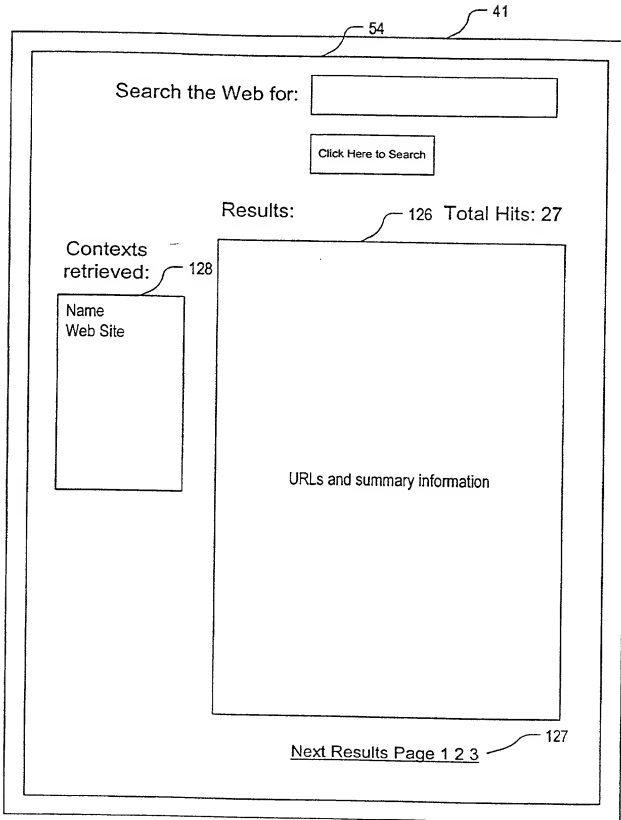 41
54
Search the Web for:
Click Here to Search
Results:
126 Total Hits: 27
Contexts
retrieved:
128
Name
Web Site
URLs and summary information
127
Next Results Page 1 2 3